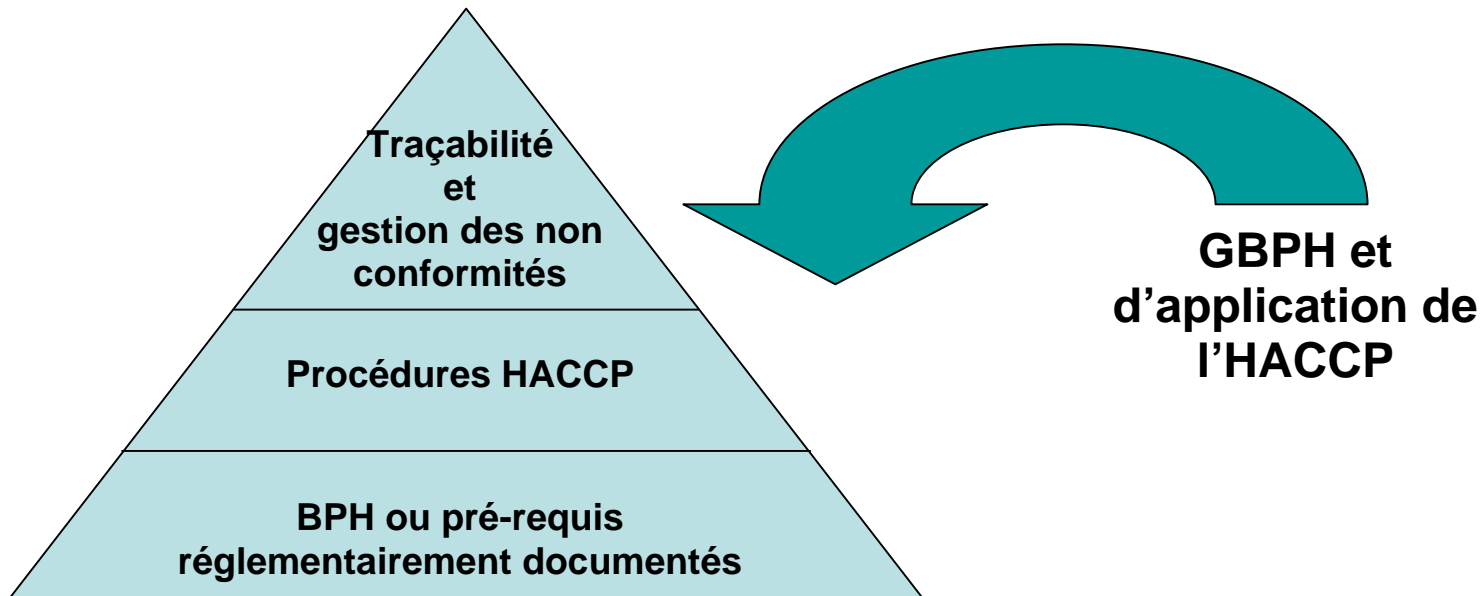 Traçabilité
et
gestion des non
conformités
Procédures HACCP
BPH ou pré-requis
réglementairement documentés
GBPH et
d’application de
l’HACCP